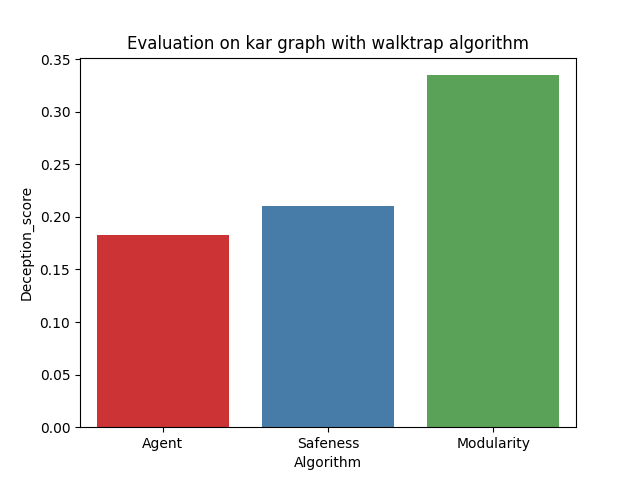 Evaluation on kar graph with walktrap algorithm
0.35
0.30
0.25
0.20
0.15
0.10
0.05
0.00
Deception_score
Agent
Safeness
Modularity
Algorithm